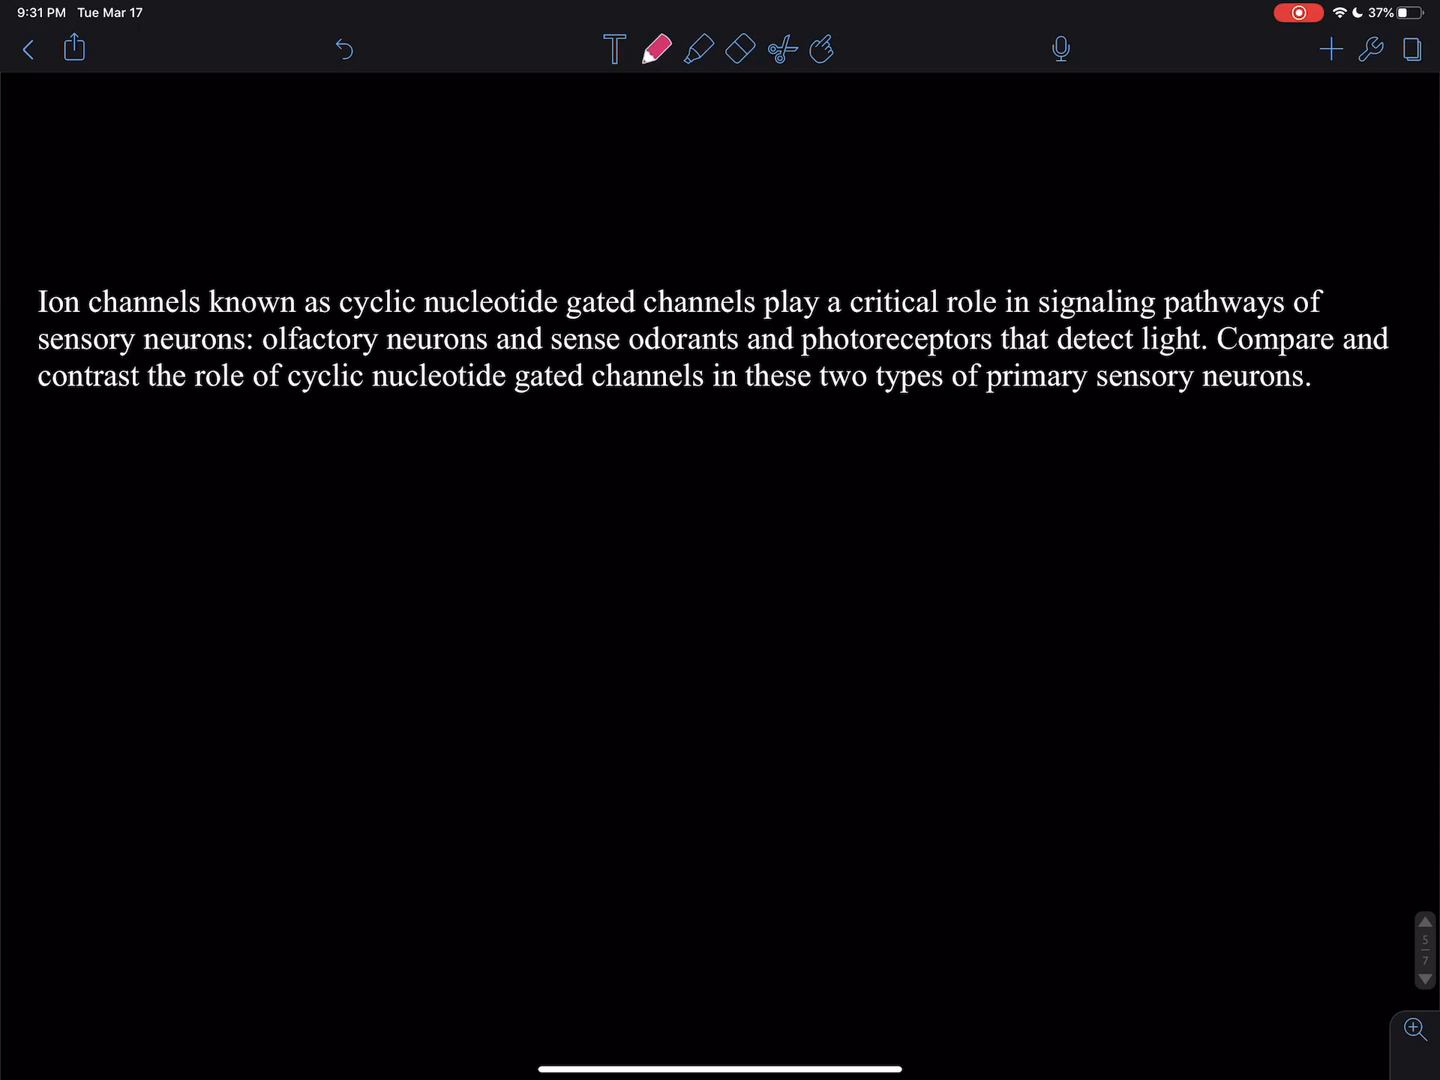 9:31 PM Tue Mar 17
37%
T
Ion channels known as cyclic nucleotide gated channels play a critical role in signaling pathways of
sensory neurons: olfactory neurons and sense odorants and photoreceptors that detect light. Compare and
contrast the role of cyclic nucleotide gated channels in these two types of primary sensory neurons.
5
7